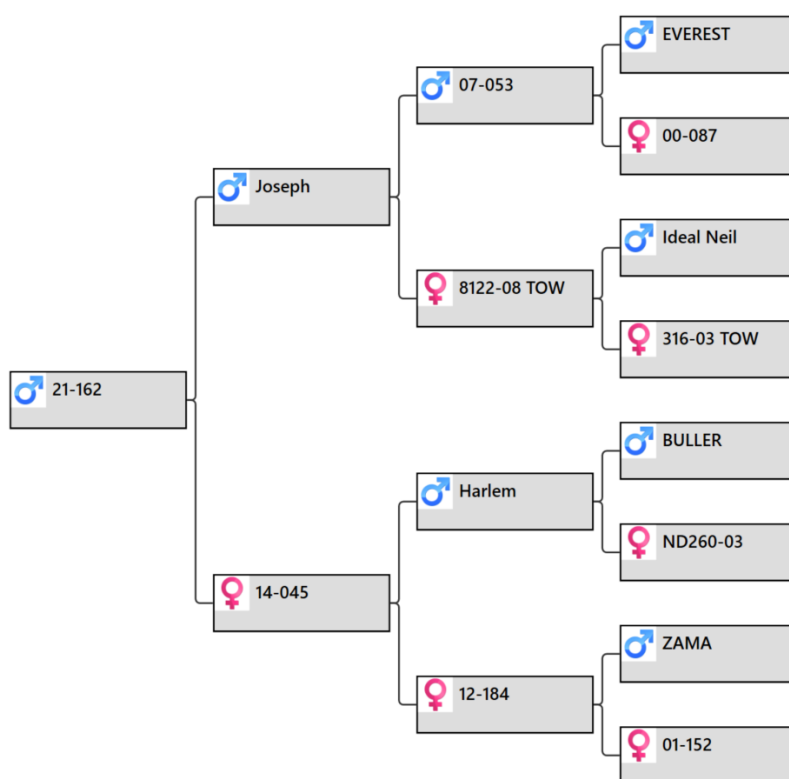 EVEREST
07-053
00-087
Joseph
Ideal Neil
8122-08 TOW
316-03 TOW
21-162
BULLER
Harlem
ND260-03
14-045
ZAMA
12-184
01-152